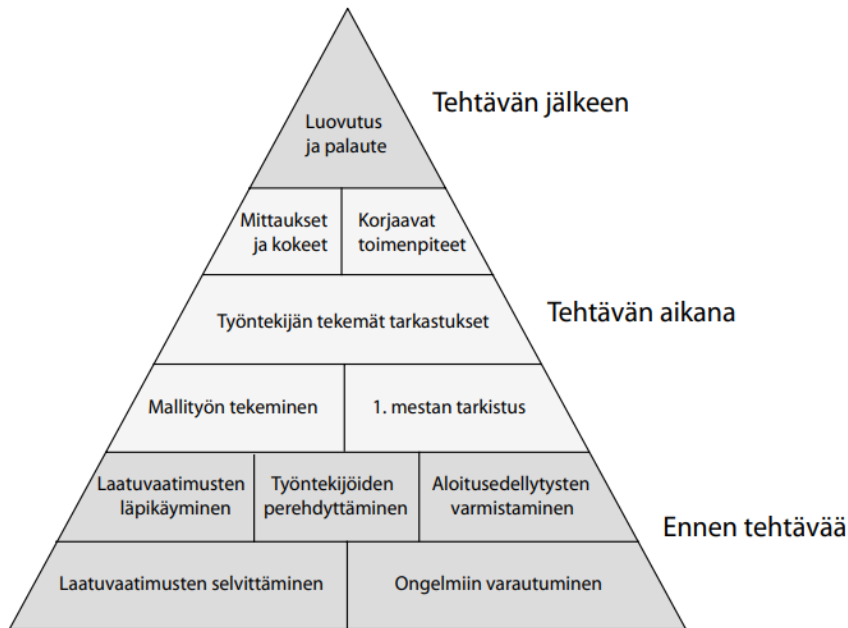 Tehtävän jälkeen
Luovutus
ja palaute
Mittaukset
ja kokeet
Korjaavat
toimenpiteet
Tehtävän aikana
Työntekijän tekemät tarkastukset
Mallityön tekeminen
1. mestan tarkistus
Laatuvaatimusten
läpikäyminen
Työntekijöiden
perehdyttäminen
Aloitusedellytysten
varmistaminen
Ennen tehtävää
Laatuvaatimusten selvittäminen
Ongelmiin varautuminen